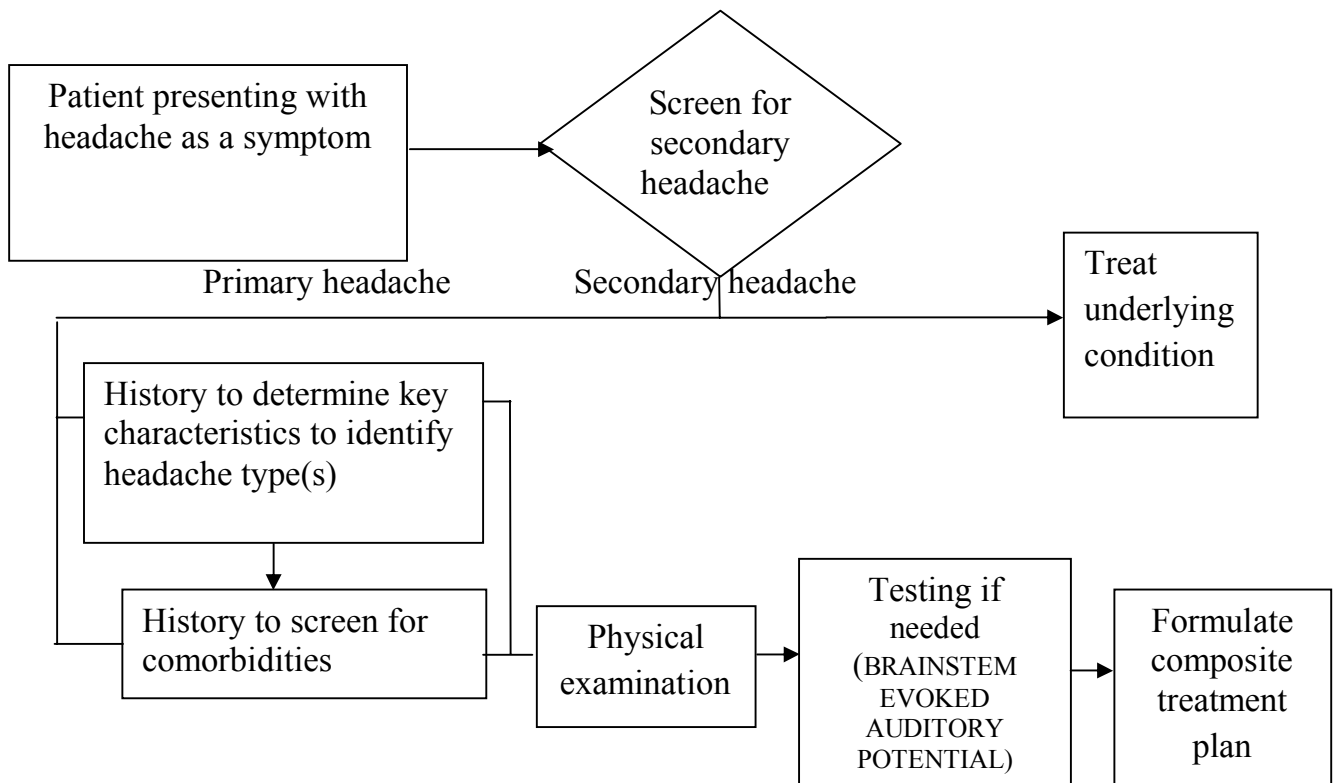 Patient presenting with
headache as a symptom
Screen for
secondary
headache
Primary headache
Secondary headache
Treat
underlying
condition
History to determine key
characteristics to identify
headache type(s)
History to screen for
comorbidities
Physical
examination
Testing if
needed
(BRAINSTEM
EVOKED
AUDITORY
POTENTIAL)
Formulate
composite
treatment
plan